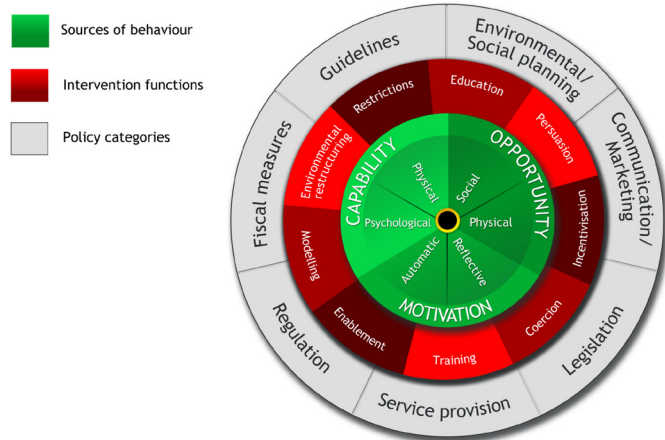 Sources of behaviour
Intervention functions
Policy categories
Guidelines
Environmental/
Social planning
Communication/
Marketing
Legislation
Service provision
Regulation
Fiscal measures
Restrictions
Education
Persuasion
Incentivisation
Coercion
Training
Enablement
Modelling
Environmental
restructuring
CAPABILITY
OPPORTUNITY
MOTIVATION
Physical
Social
Physical
Reflective
Automatic
Psychological